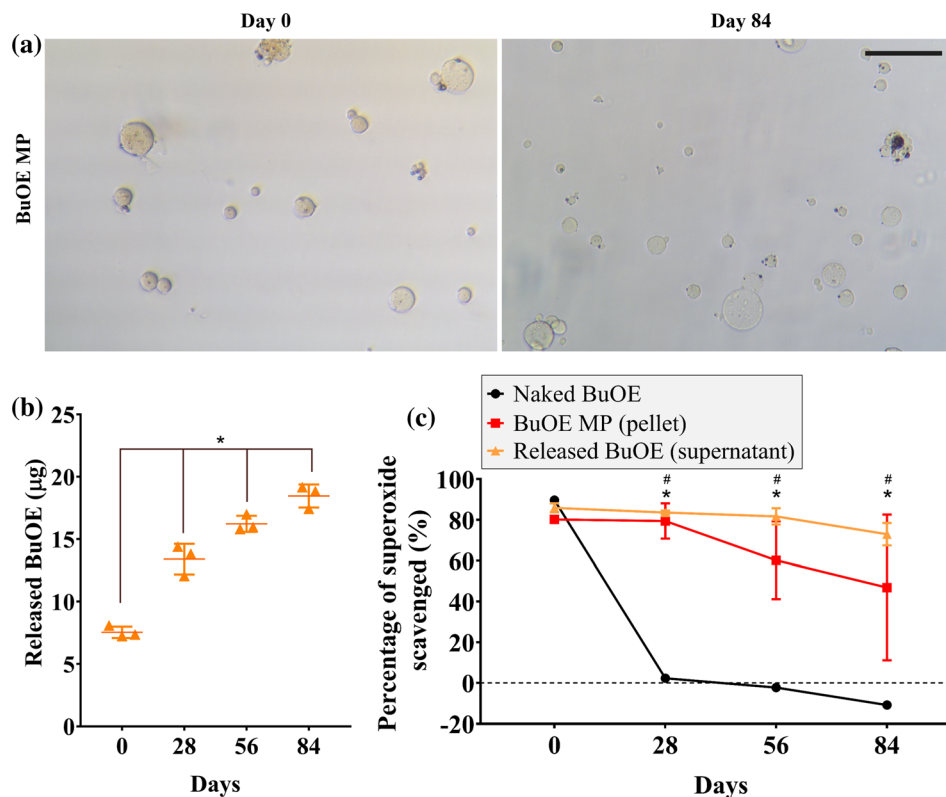 Day 0
Day 84
(a)
BuOE MP
(b)
Released BuOE (µg)
25
20
15
10
5
0
*
0 28 56 84
Days
Naked BuOE
BuOE MP (pellet)
Released BuOE (supernatant)
(c)
Percentage of superoxide
scavenged (%)
100
80
60
40
20
0
-20
# # #
* * *
0 28 56 84
Days